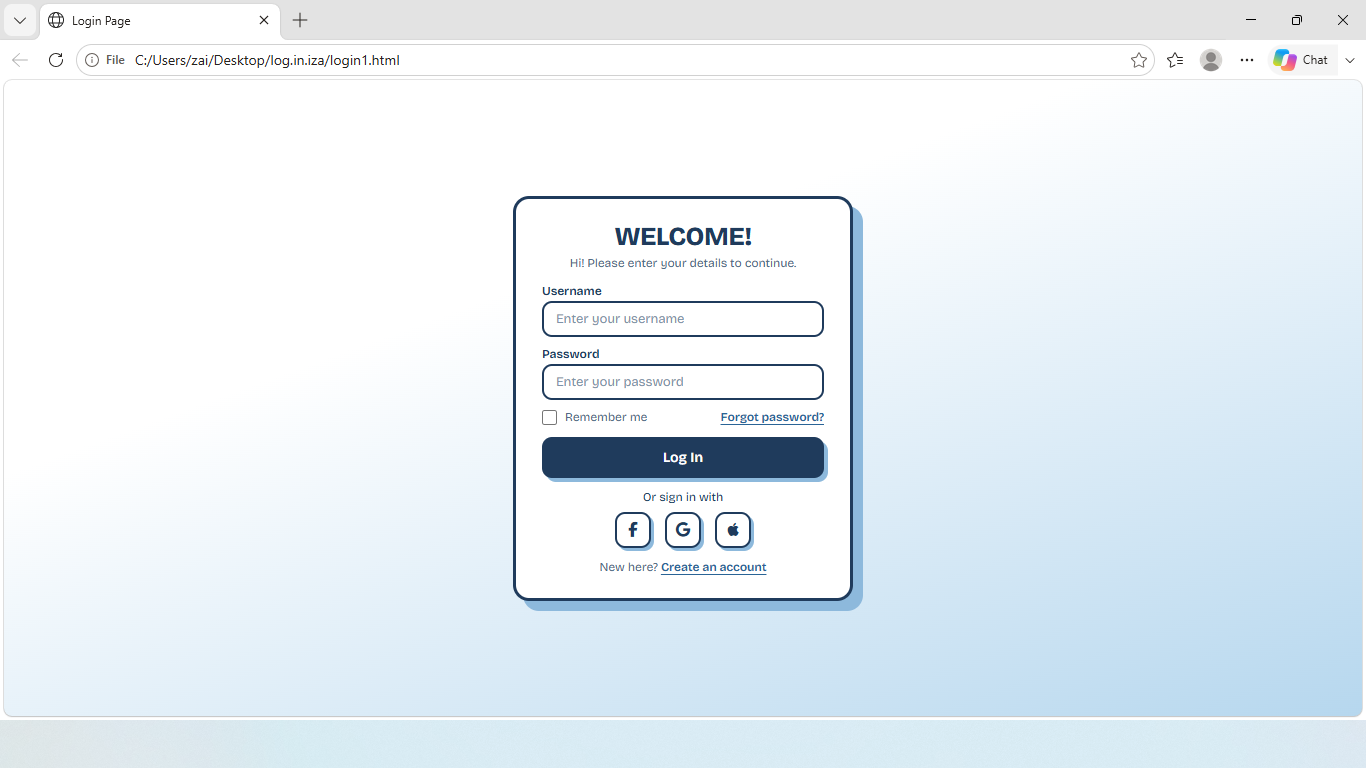 Login Page
File C:/Users/zai/Desktop/log.in.iza/login1.html
Chat
WELCOME!
Hi! Please enter your details to continue.
Username
Enter your username
Password
Enter your password
Remember me Forgot password?
Log In
Or sign in with
New here? Create an account